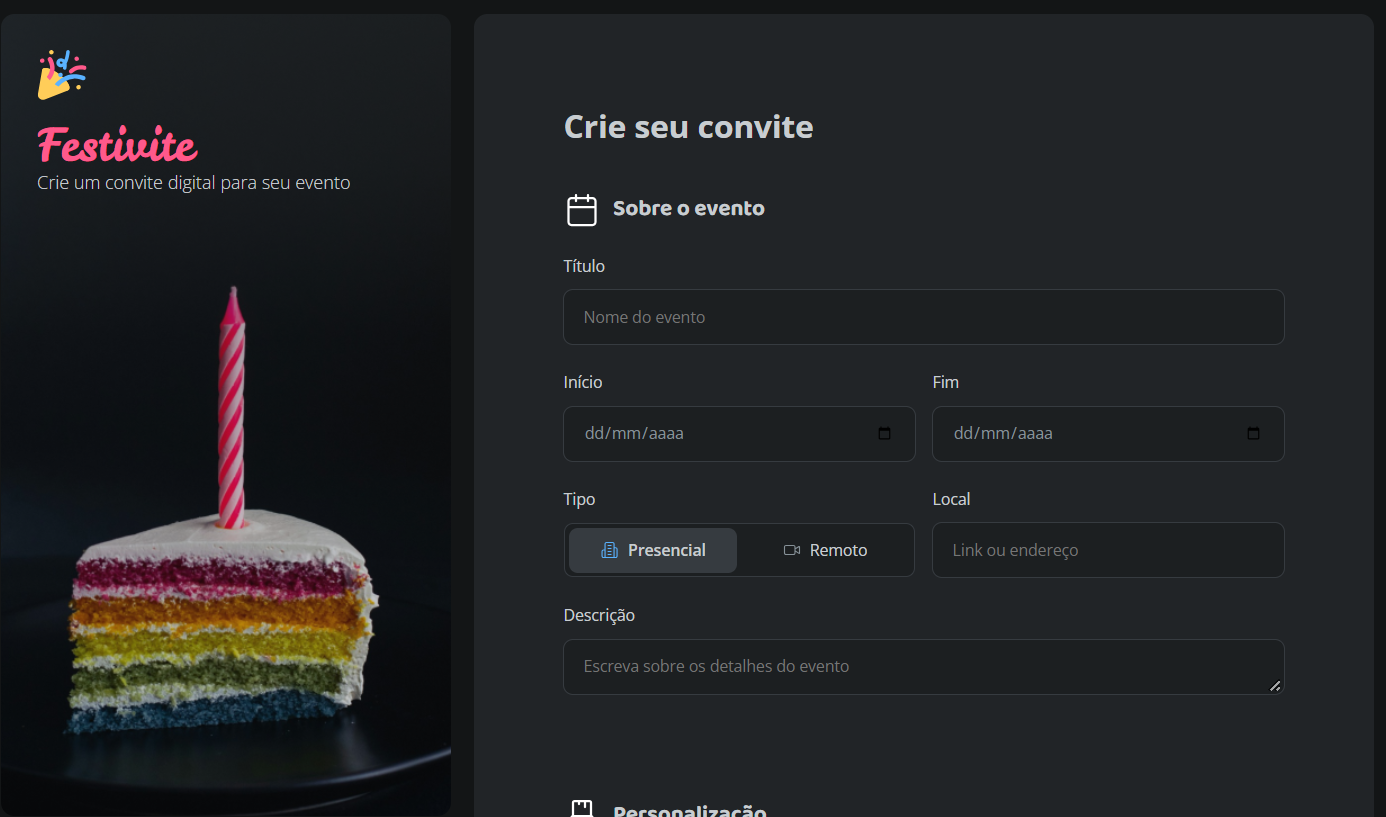 Festivite
Crie um convite digital para seu evento
Crie seu convite
Sobre o evento
Título
Nome do evento
Início
Fim
dd/mm/aaaa
dd/mm/aaaa
Tipo
Local
Presencial
Remoto
Link ou endereço
Descrição
Escreva sobre os detalhes do evento
Personalização